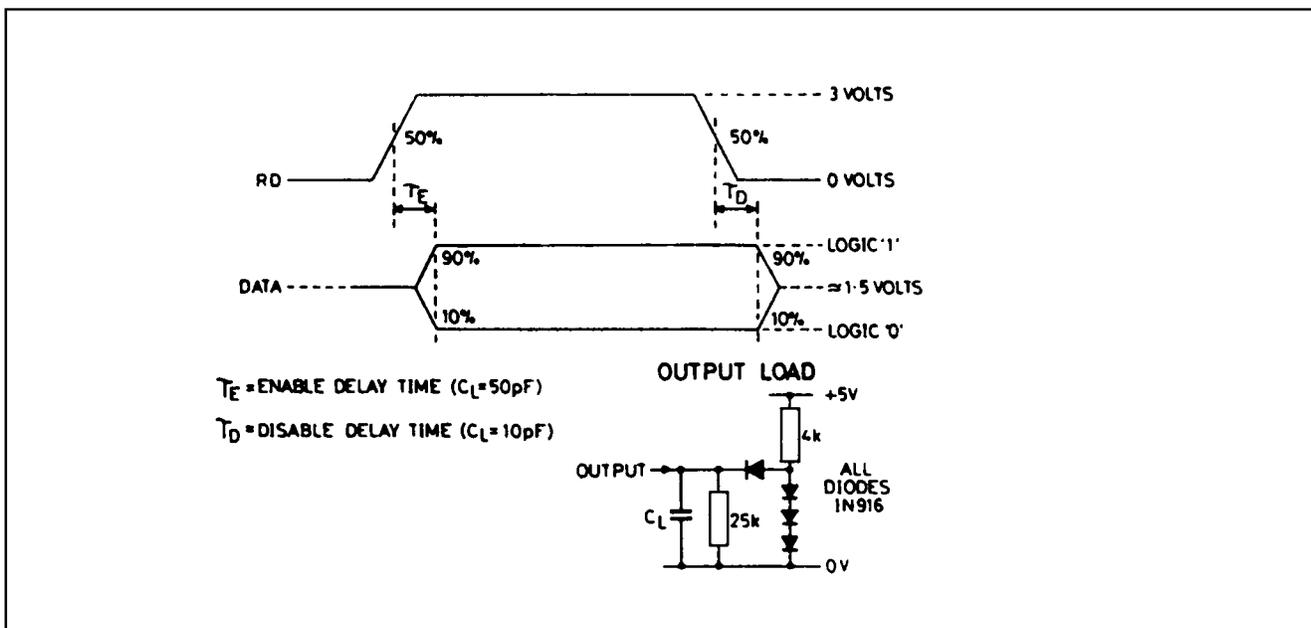 3 VOLTS
50%
50%
RD
0 VOLTS
TE
TD
LOGIC '1'
90%
90%
DATA
≈1·5 VOLTS
10%
10%
LOGIC '0'
OUTPUT LOAD
TE = ENABLE DELAY TIME (CL=50pF)
+5V
TD = DISABLE DELAY TIME (CL=10pF)
4k
OUTPUT
ALL
DIODES
IN916
CL
25k
0V